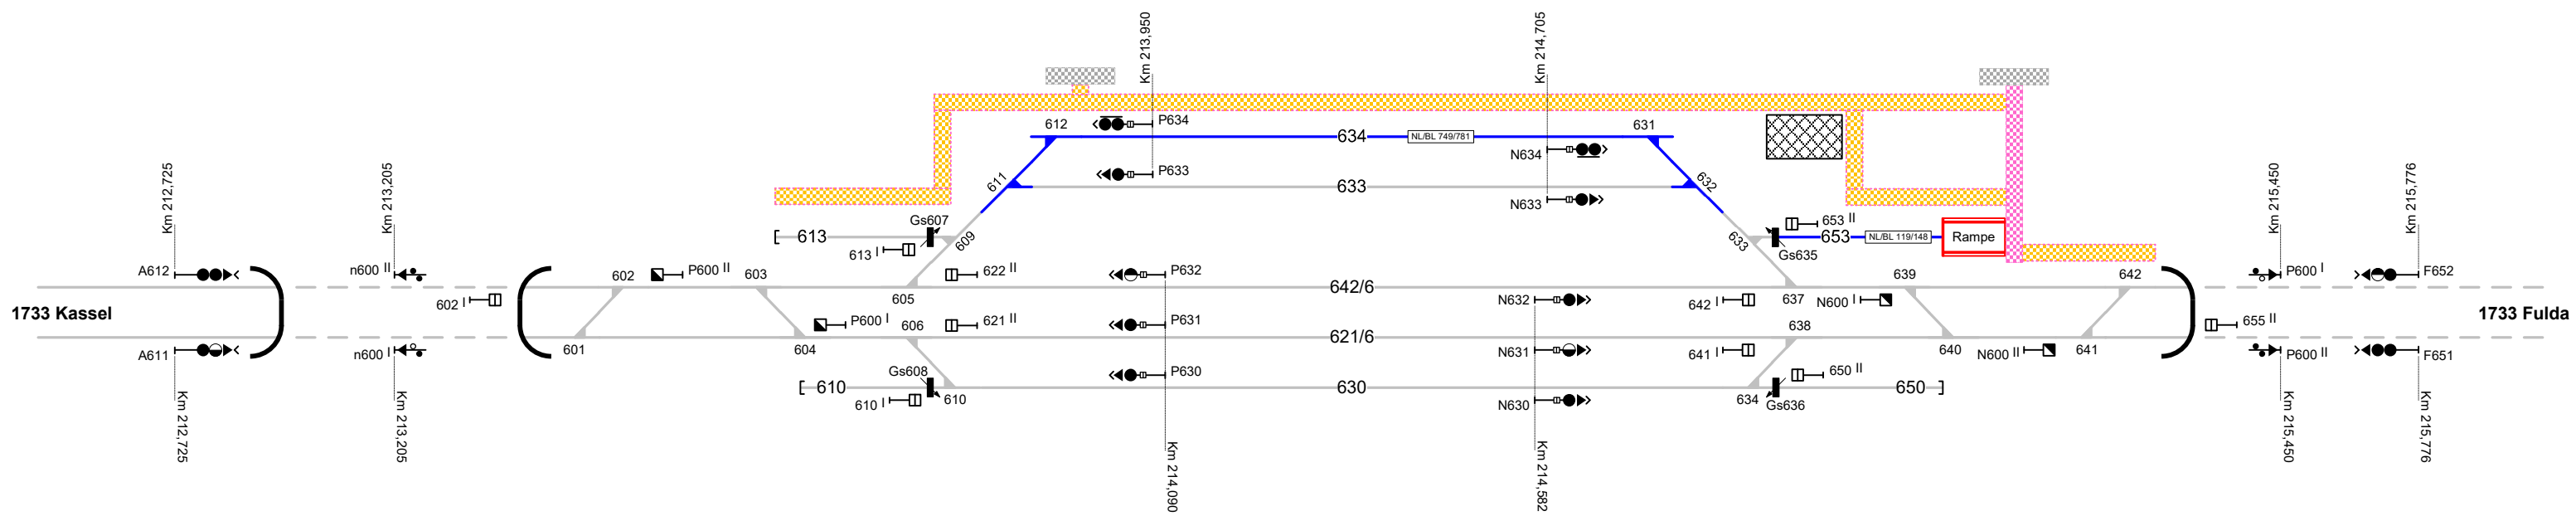 Km 213,950
Km 214,705
Km 212,725
Km 213,205
Km 215,450
Km 215,776
P634
612
634
NL/BL 749/781
631
N634
P633
611
633
632
N633
Gs607
653 II
613
609
653
NL/BL 119/148
Rampe
613 I
633
Gs635
A612
n600 II
602
P600 II
603
622 II
P632
639
642
P600 I
F652
602 I
605
642/6
N632
642 I
637
N600 I
1733 Kassel
1733 Fulda
P600 I
606
621 II
P631
638
655 II
621/6
A611
n600 I
601
604
N631
641 I
640
N600 II
641
P600 II
F651
Gs608
P630
650 II
610
630
650
610 I
610
N630
634
Gs636
Km 212,725
Km 213,205
Km 214,090
Km 214,582
Km 215,450
Km 215,776